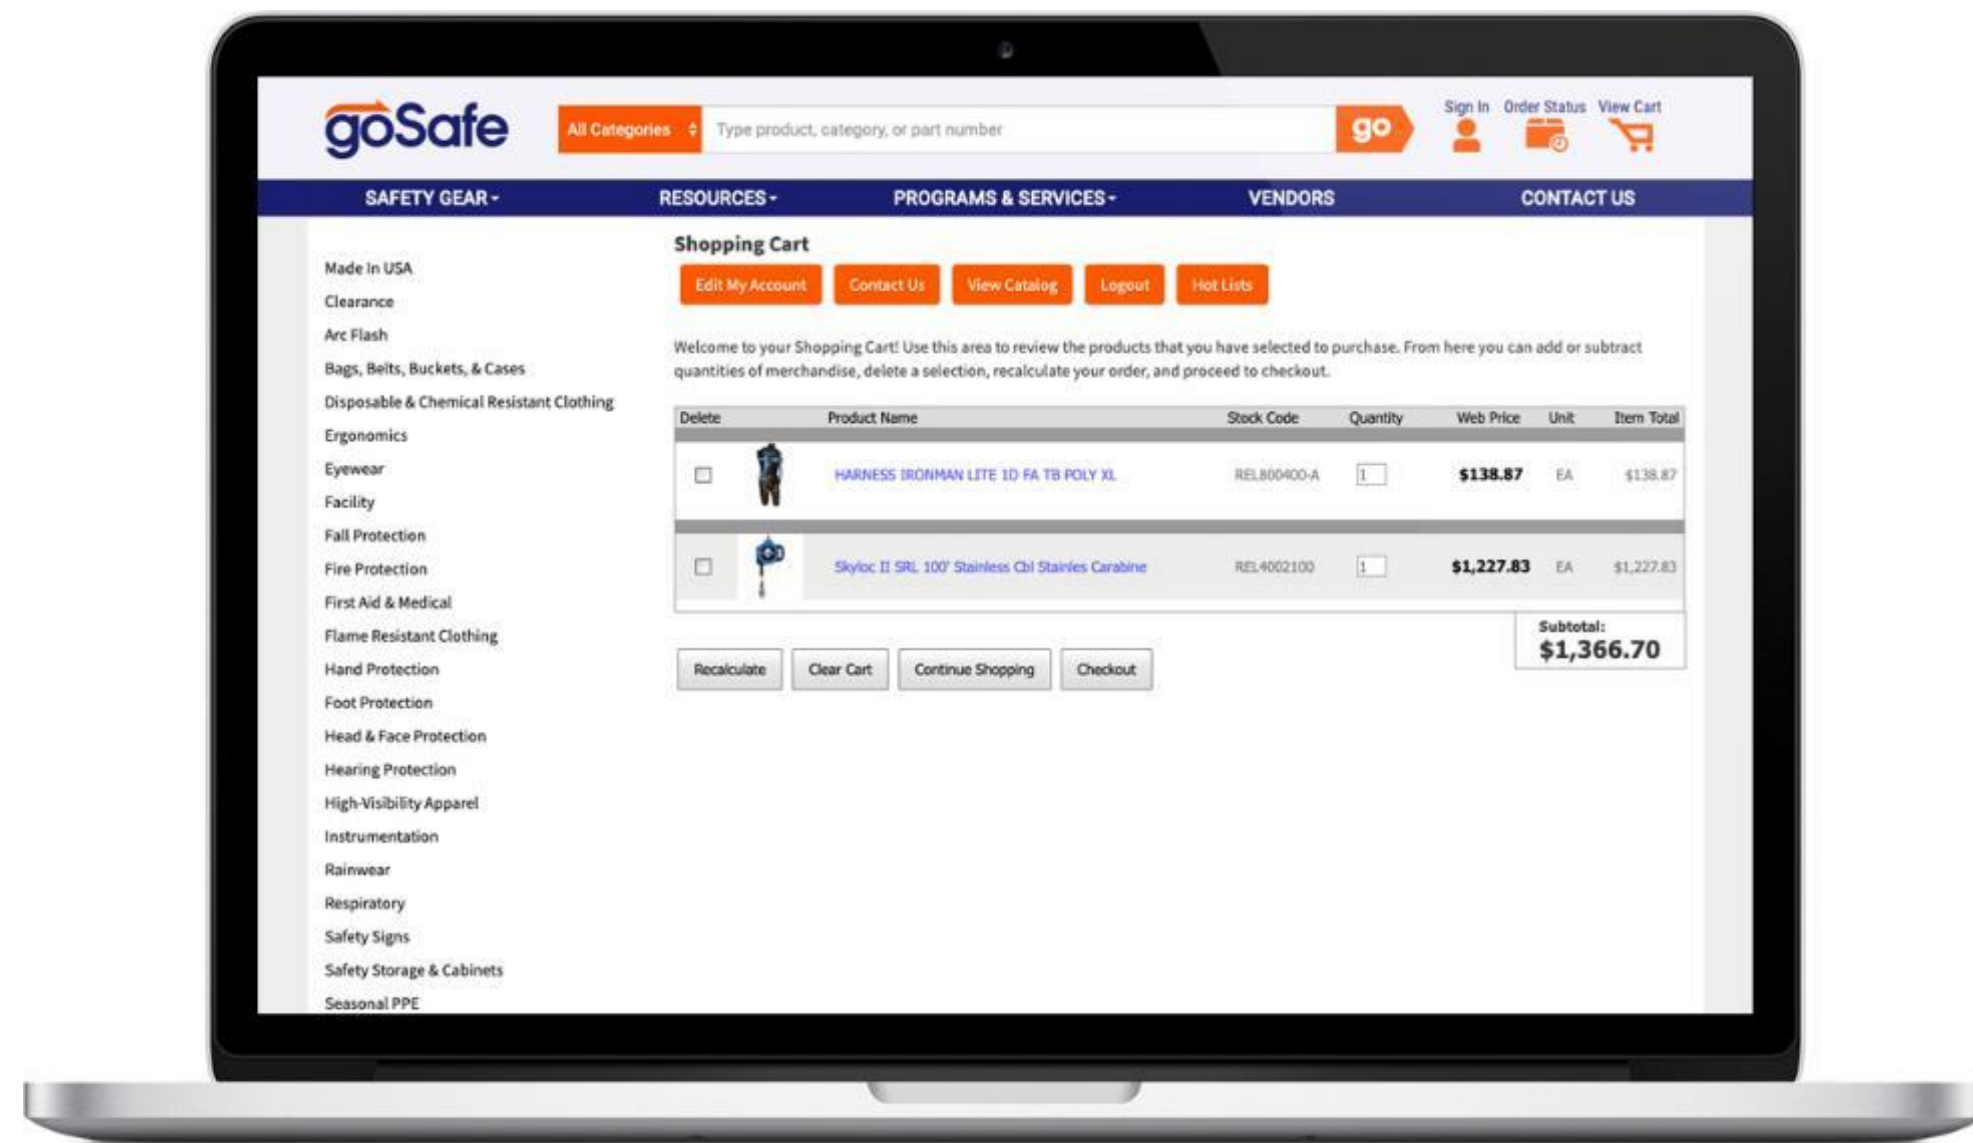 goSafe
All Categories
Type product, category, or part number
go
Sign In Order Status View Cart
SAFETY GEAR RESOURCES PROGRAMS & SERVICES VENDORS CONTACT US
Made In USA
Clearance
Arc Flash
Bags, Belts, Buckets, & Cases
Disposable & Chemical Resistant Clothing
Ergonomics
Eyewear
Facility
Fall Protection
Fire Protection
First Aid & Medical
Flame Resistant Clothing
Hand Protection
Foot Protection
Head & Face Protection
Hearing Protection
High-Visibility Apparel
Instrumentation
Rainwear
Respiratory
Safety Signs
Safety Storage & Cabinets
Seasonal PPE
Shopping Cart
Edit My Account Contact Us View Catalog Logout Hot Lists
Welcome to your Shopping Cart! Use this area to review the products that you have selected to purchase. From here you can add or subtract
quantities of merchandise, delete a selection, recalculate your order, and proceed to checkout.
Delete Product Name Stock Code Quantity Web Price Unit Item Total
HARNESS IRONMAN LITE 1D FA TB POLY XL REL800400-A 1 $138.87 EA $138.87
Skyloc II SRL 100' Stainless Cbl Stainles Carabine REL4002100 1 $1,227.83 EA $1,227.83
Subtotal:
$1,366.70
Recalculate Clear Cart Continue Shopping Checkout